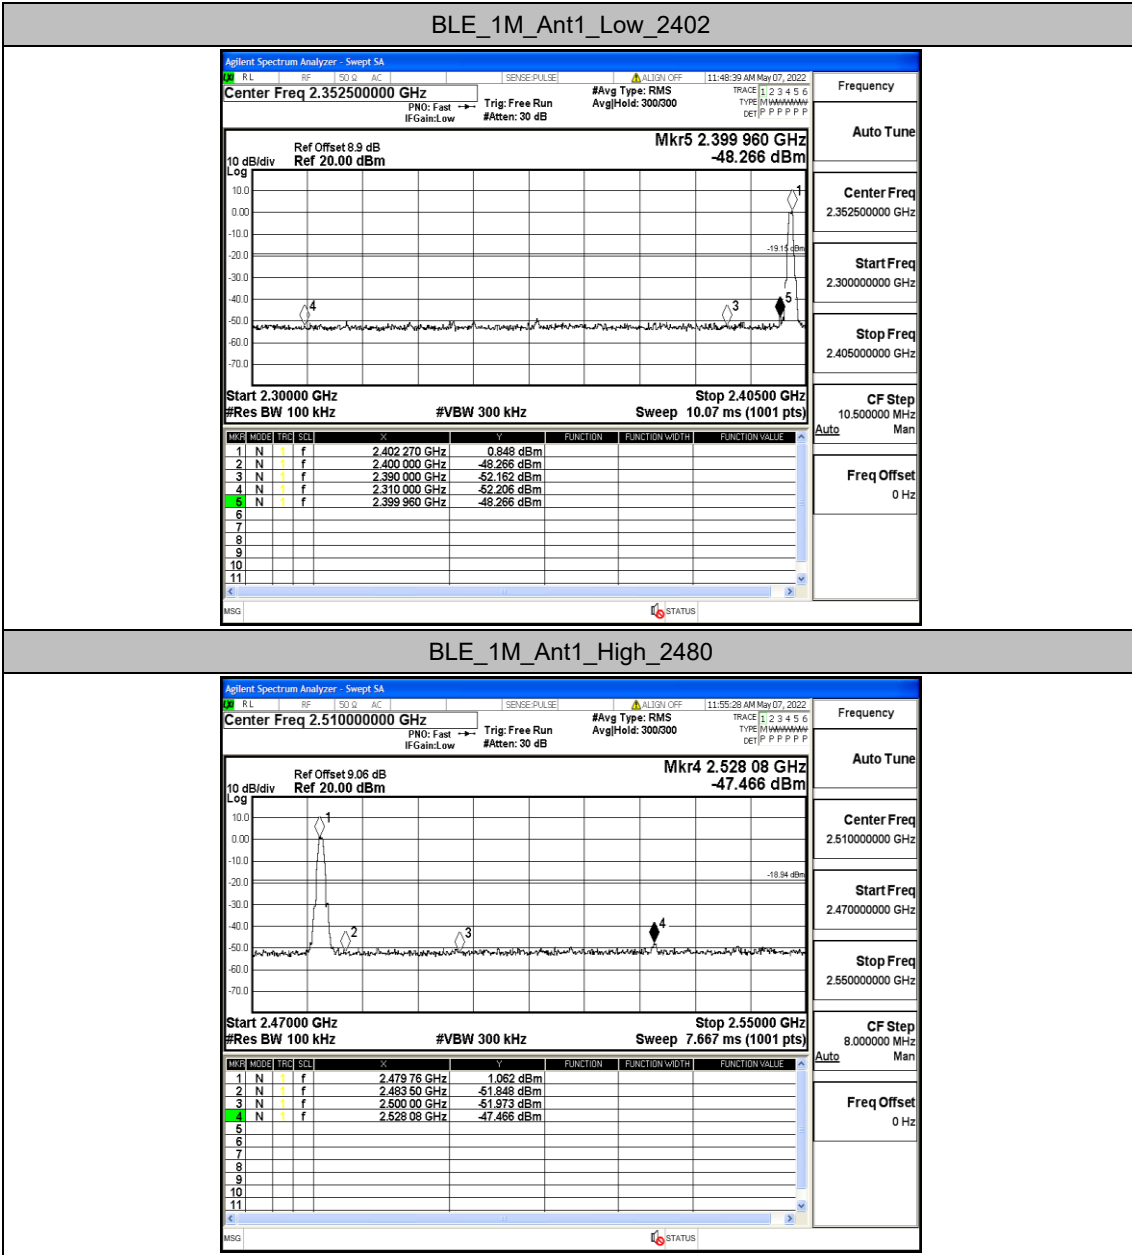 BLE_1M_Ant1_Low_2402
Agilent Spectrum Analyzer - Swept SA
LXI RL RF 50 Ω AC SENSE:PULSE ALIGN OFF 11:48:39 AM May 07, 2022
Center Freq 2.352500000 GHz
PNO: Fast
IFGain:Low
Trig: Free Run
#Atten: 30 dB
#Avg Type: RMS
Avg|Hold: 300/300
TRACE 1 2 3 4 5 6
TYPE M WWWWW
DET P P P P P P
Frequency
Mkr5 2.399 960 GHz
-48.266 dBm
Ref Offset 8.9 dB
10 dB/div Ref 20.00 dBm
Log
10.0
0.00
-10.0
-20.0
-30.0
-40.0
-50.0
-60.0
-70.0
-19.15 dBm
1
4
3
5
Start 2.30000 GHz Stop 2.40500 GHz
#Res BW 100 kHz #VBW 300 kHz Sweep 10.07 ms (1001 pts)
MKR MODE TRC SCL X Y FUNCTION FUNCTION WIDTH FUNCTION VALUE
1 N 1 f 2.402 270 GHz 0.848 dBm
2 N 1 f 2.400 000 GHz -48.266 dBm
3 N 1 f 2.390 000 GHz -52.162 dBm
4 N 1 f 2.310 000 GHz -52.206 dBm
5 N 1 f 2.399 960 GHz -48.266 dBm
6
7
8
9
10
11
MSG STATUS
Auto Tune
Center Freq
2.352500000 GHz
Start Freq
2.300000000 GHz
Stop Freq
2.405000000 GHz
CF Step
10.500000 MHz
Auto Man
Freq Offset
0 Hz
BLE_1M_Ant1_High_2480
Agilent Spectrum Analyzer - Swept SA
LXI RL RF 50 Ω AC SENSE:PULSE ALIGN OFF 11:55:28 AM May 07, 2022
Center Freq 2.510000000 GHz
PNO: Fast
IFGain:Low
Trig: Free Run
#Atten: 30 dB
#Avg Type: RMS
Avg|Hold: 300/300
TRACE 1 2 3 4 5 6
TYPE M WWWWW
DET P P P P P P
Frequency
Mkr4 2.528 08 GHz
-47.466 dBm
Ref Offset 9.06 dB
10 dB/div Ref 20.00 dBm
Log
10.0
0.00
-10.0
-20.0
-30.0
-40.0
-50.0
-60.0
-70.0
-18.94 dBm
1
2
3
4
Start 2.47000 GHz Stop 2.55000 GHz
#Res BW 100 kHz #VBW 300 kHz Sweep 7.667 ms (1001 pts)
MKR MODE TRC SCL X Y FUNCTION FUNCTION WIDTH FUNCTION VALUE
1 N 1 f 2.479 76 GHz 1.062 dBm
2 N 1 f 2.483 50 GHz -51.848 dBm
3 N 1 f 2.500 00 GHz -51.973 dBm
4 N 1 f 2.528 08 GHz -47.466 dBm
5
6
7
8
9
10
11
MSG STATUS
Auto Tune
Center Freq
2.510000000 GHz
Start Freq
2.470000000 GHz
Stop Freq
2.550000000 GHz
CF Step
8.000000 MHz
Auto Man
Freq Offset
0 Hz